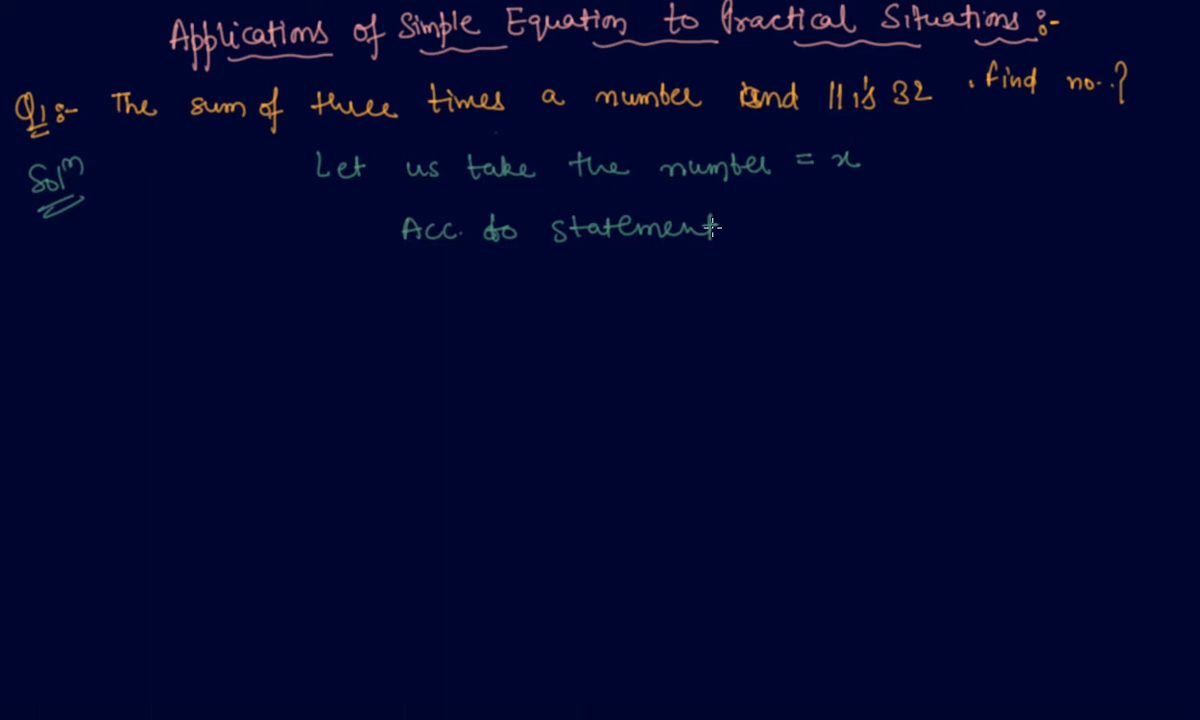 Applications of Simple Equation to Practical Situations :-
Q1:- The sum of three times a number and 11 is 32 . find no.?
Solⁿ Let us take the number = x
Acc. to statement